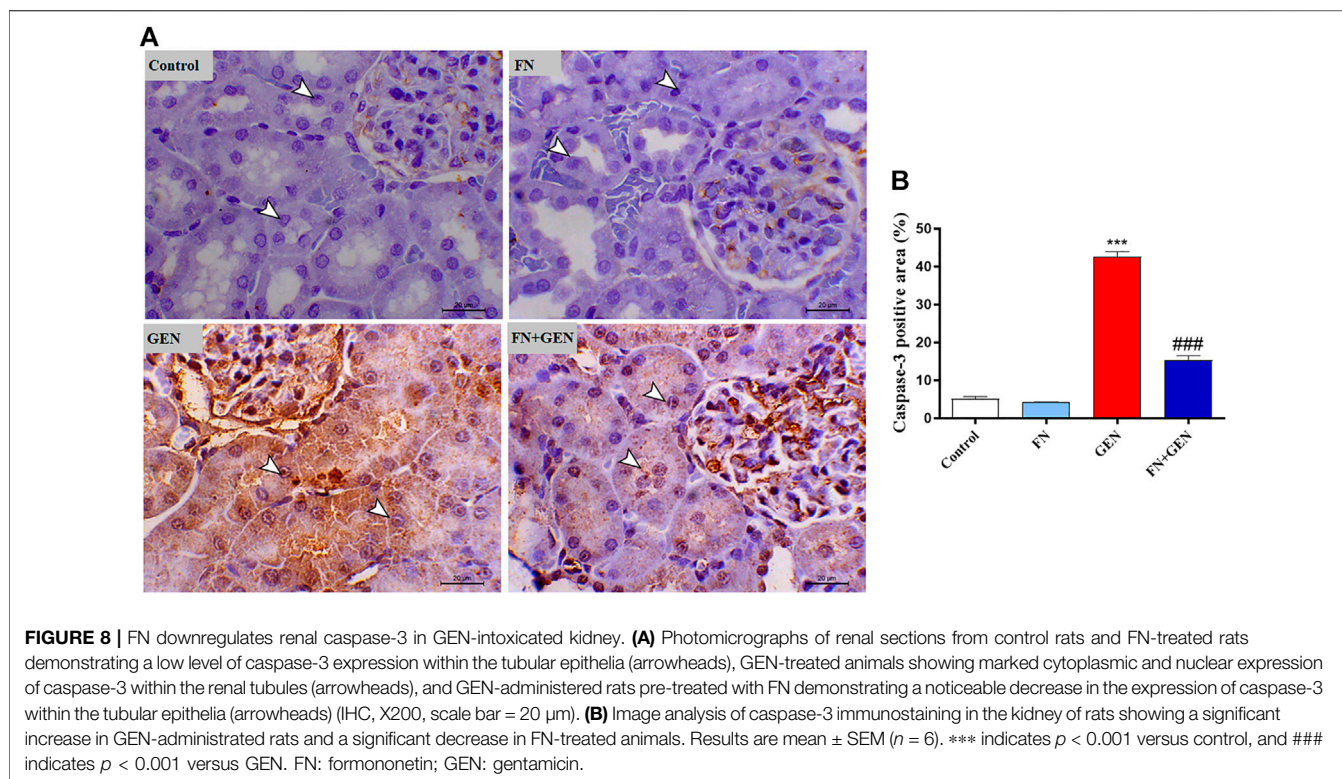 A
Control
FN
20 µm
20 µm
GEN
FN+GEN
20 µm
20 µm
B
Caspase-3 positive area (%)
50
40
30
20
10
0
***
###
Control
FN
GEN
FN+GEN
FIGURE 8 | FN downregulates renal caspase-3 in GEN-intoxicated kidney. (A) Photomicrographs of renal sections from control rats and FN-treated rats
demonstrating a low level of caspase-3 expression within the tubular epithelia (arrowheads), GEN-treated animals showing marked cytoplasmic and nuclear expression
of caspase-3 within the renal tubules (arrowheads), and GEN-administered rats pre-treated with FN demonstrating a noticeable decrease in the expression of caspase-3
within the tubular epithelia (arrowheads) (IHC, X200, scale bar = 20 µm). (B) Image analysis of caspase-3 immunostaining in the kidney of rats showing a significant
increase in GEN-administrated rats and a significant decrease in FN-treated animals. Results are mean ± SEM (n = 6). *** indicates p < 0.001 versus control, and ###
indicates p < 0.001 versus GEN. FN: formononetin; GEN: gentamicin.